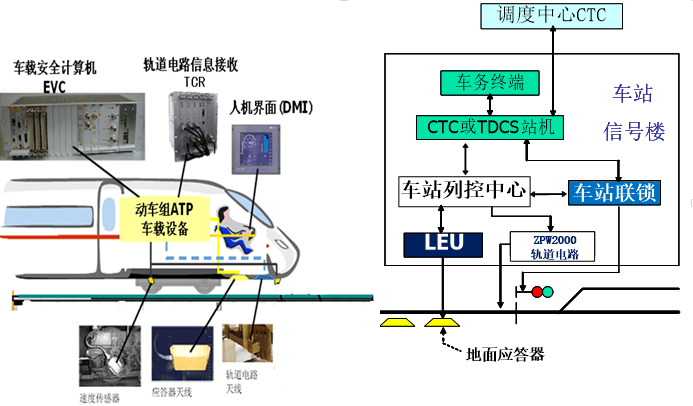 车载安全计算机
EVC
轨道电路信息接收
TCR
人机界面(DMI)
动车组ATP
车载设备
速度传感器
应答器天线
轨道电路
天线
调度中心CTC
车站
信号楼
车务终端
CTC或TDCS站机
车站列控中心
车站联锁
LEU
ZPW2000
轨道电路
地面应答器